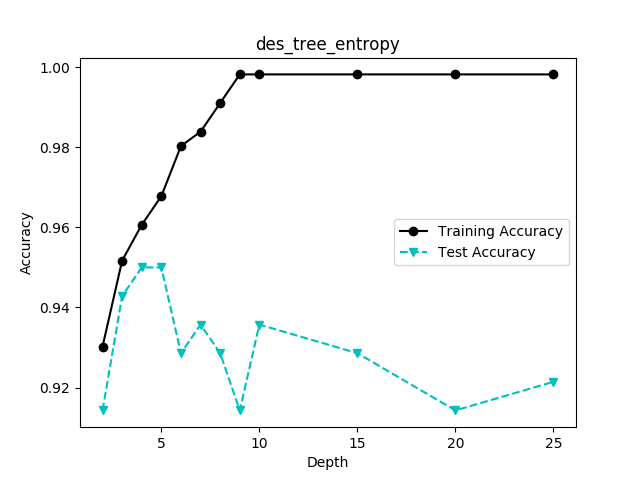 des_tree_entropy
1.00
0.98
0.96
0.94
0.92
Accuracy
Training Accuracy
Test Accuracy
5 10 15 20 25
Depth